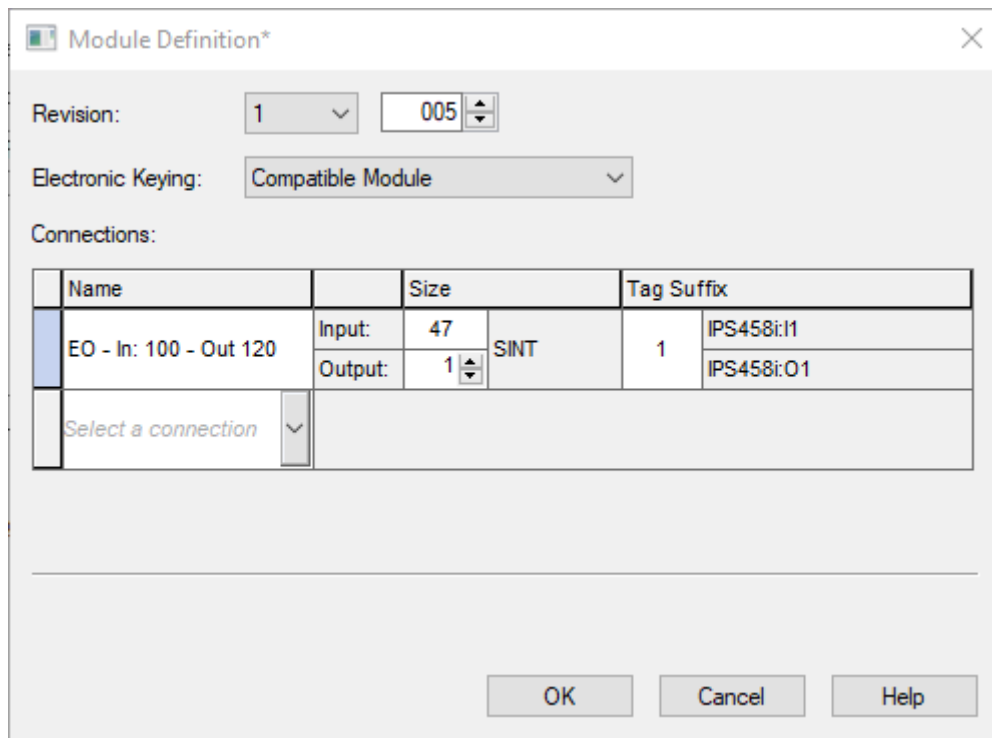 Module Definition*
Revision: 1 005
Electronic Keying: Compatible Module
Connections:
Name Size Tag Suffix
EO - In: 100 - Out 120 Input: 47 SINT 1 IPS458i:I1
Output: 1 IPS458i:O1
Select a connection
OK Cancel Help